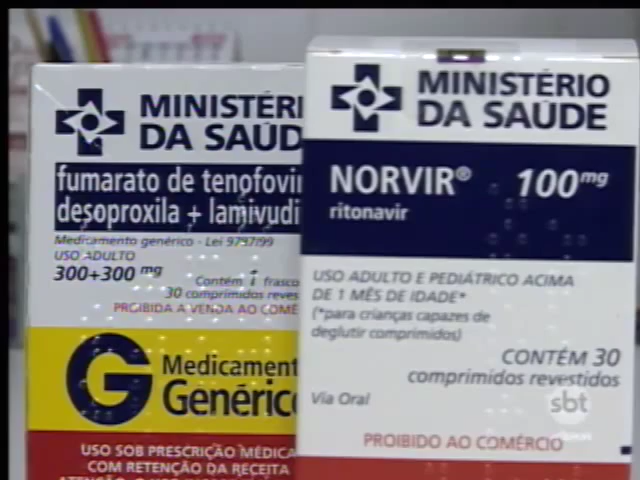 MINISTÉRI
DA SAÚD
fumarato de tenofovir
desoproxila + lamivudi
Medicamento genérico - Lei 9787/99
USO ADULTO
300+300 mg
Contém 1 frasco
30 comprimidos revest
PROIBIDA A VENDA AO COMÉ
G
Medicament
Genérico
USO SOB PRESCRIÇÃO MÉDICA
COM RETENÇÃO DA RECEITA
MINISTÉRIO
DA SAÚDE
NORVIR® 100mg
ritonavir
USO ADULTO E PEDIÁTRICO ACIMA
DE 1 MÊS DE IDADE*
(*para crianças capazes de
deglutir comprimidos)
CONTÉM 30
comprimidos revestidos
Via Oral
PROIBIDO AO COMÉRCIO
sbt